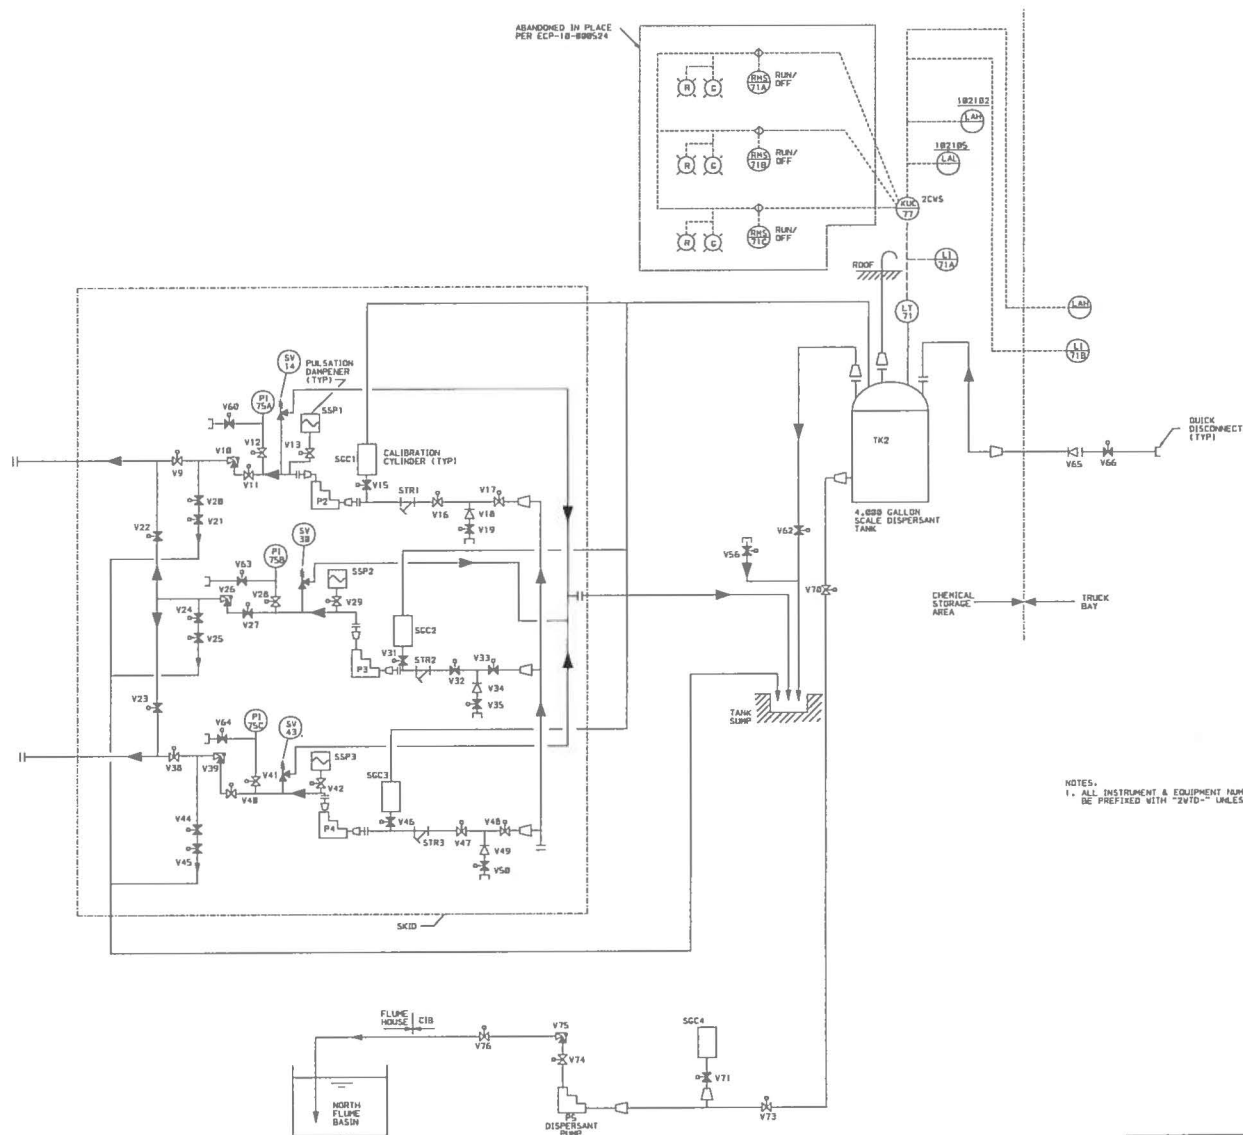 ABANDONED IN PLACE
PER ECP-10-000524
R
G
RMS
71A
RUN/
OFF
R
G
RMS
71B
RUN/
OFF
R
G
RMS
71C
RUN/
OFF
102102
LAH
102105
LAL
KUC
77
2CWS
LI
71A
ROOF
LT
71
LAH
LI
71B
SV
14
PULSATION
DAMPENER
(TYP)
PI
75A
V60
SSP1
V12
V13
V10
V9
V11
SGC1
CALIBRATION
CYLINDER (TYP)
V15
P2
STR1
V17
V16
V18
V19
V20
V21
V22
TK2
4,000 GALLON
SCALE DISPERSANT
TANK
QUICK
DISCONNECT
(TYP)
V65
V66
SV
30
PI
75B
V63
SSP2
V26
V28
V29
V24
V27
V25
SGC2
V31
P3
STR2
V33
V32
V34
V35
V62
V56
V70
CHEMICAL
STORAGE
AREA
TRUCK
BAY
V23
TANK
SUMP
PI
75C
SV
43
V64
SSP3
V38
V39
V41
V42
V40
SGC3
V46
P4
STR3
V48
V47
V49
V50
V44
V45
SKID
NOTES.
1. ALL INSTRUMENT & EQUIPMENT NUM
BE PREFIXED WITH "2WTD-" UNLES
FLUME
HOUSE
CIB
V75
V76
V74
SGC4
V71
V73
NORTH
FLUME
BASIN
P5
DISPERSANT
PUMP